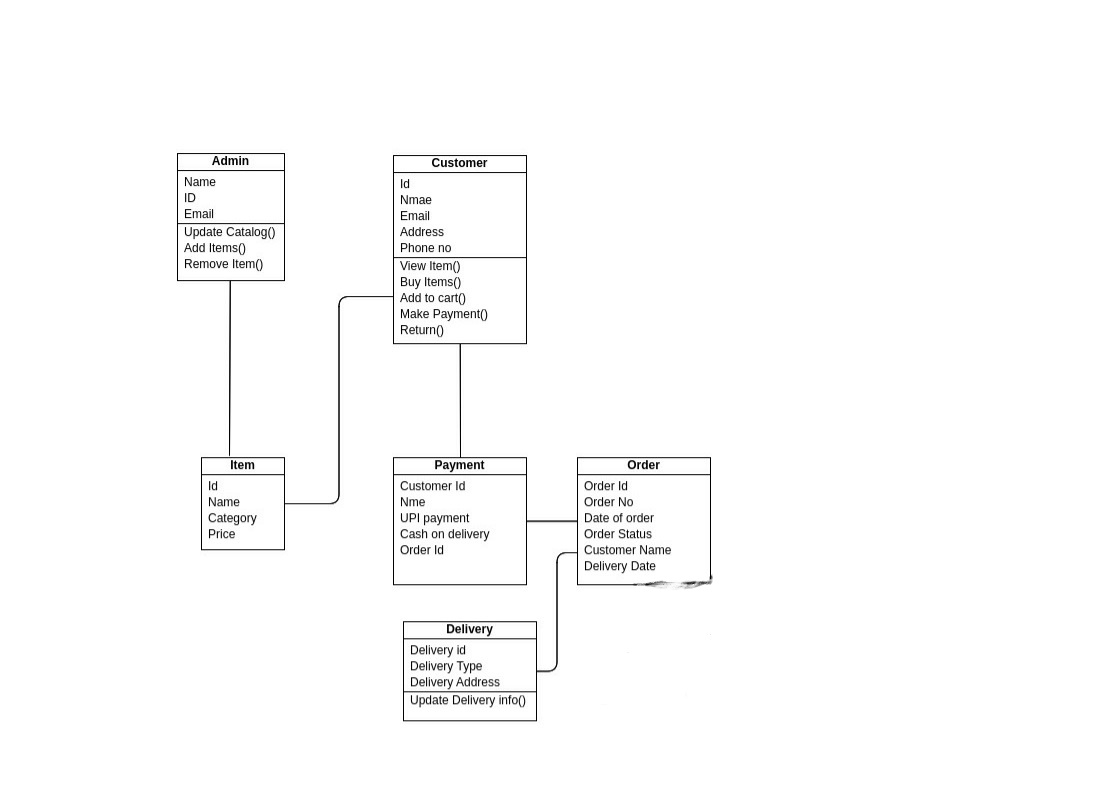 Admin
Name
ID
Email
Update Catalog()
Add Items()
Remove Item()
Customer
Id
Nmae
Email
Address
Phone no
View Item()
Buy Items()
Add to cart()
Make Payment()
Return()
Item
Id
Name
Category
Price
Payment
Customer Id
Nme
UPI payment
Cash on delivery
Order Id
Order
Order Id
Order No
Date of order
Order Status
Customer Name
Delivery Date
Delivery
Delivery id
Delivery Type
Delivery Address
Update Delivery info()